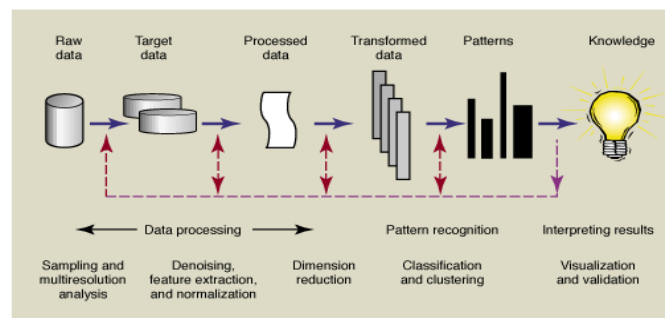 Raw data
Target data
Processed data
Transformed data
Patterns
Knowledge
Data processing
Pattern recognition
Interpreting results
Sampling and
multiresolution
analysis
Denoising,
feature extraction,
and normalization
Dimension
reduction
Classification
and clustering
Visualization
and validation